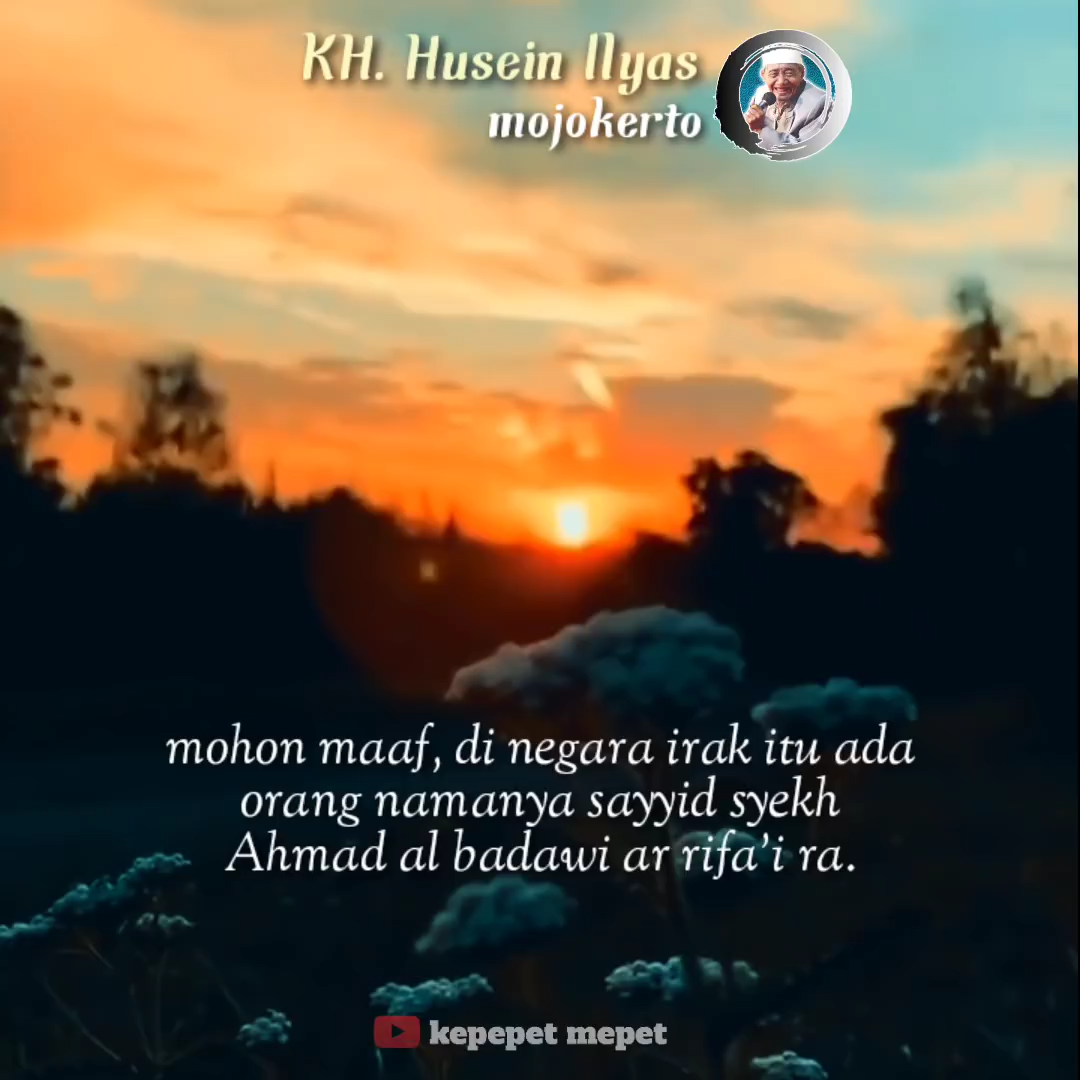 KH. Husein Ilyas
mojokerto
mohon maaf, di negara irak itu ada
orang namanya sayyid syekh
Ahmad al badawi ar rifa'i ra.
kepepet mepet